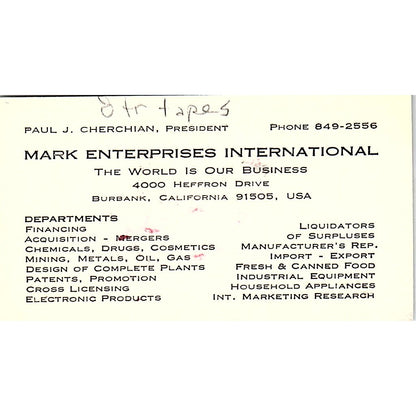 8 tr tapes
PAUL J. CHERCHIAN, PRESIDENT PHONE 849-2556
MARK ENTERPRISES INTERNATIONAL
THE WORLD IS OUR BUSINESS
4000 HEFFRON DRIVE
BURBANK, CALIFORNIA 91505, USA
DEPARTMENTS
FINANCING
ACQUISITION - MERGERS
CHEMICALS, DRUGS, COSMETICS
MINING, METALS, OIL, GAS
DESIGN OF COMPLETE PLANTS
PATENTS, PROMOTION
CROSS LICENSING
ELECTRONIC PRODUCTS
LIQUIDATORS
OF SURPLUSES
MANUFACTURER'S REP.
IMPORT - EXPORT
FRESH & CANNED FOOD
INDUSTRIAL EQUIPMENT
HOUSEHOLD APPLIANCES
INT. MARKETING RESEARCH